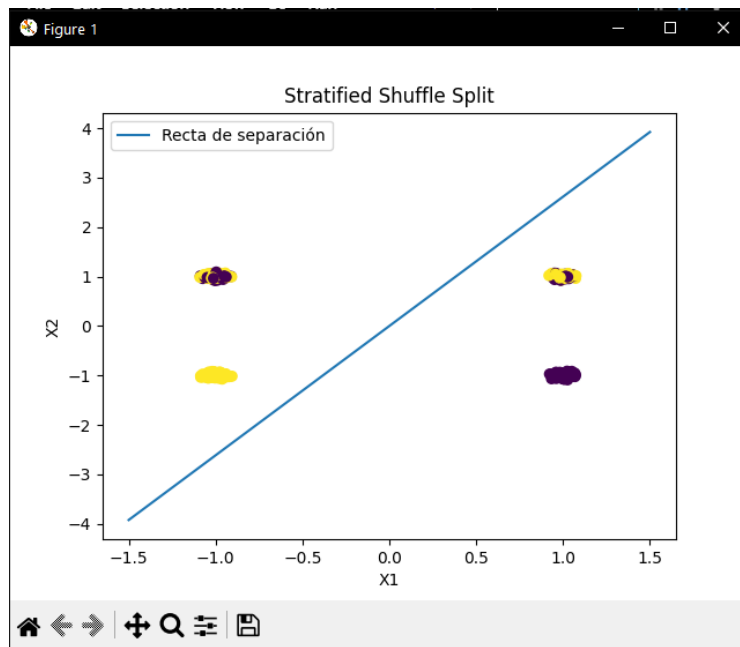 Figure 1
Stratified Shuffle Split
Recta de separación
4
3
2
1
0
−1
−2
−3
−4
X2
−1.5 −1.0 −0.5 0.0 0.5 1.0 1.5
X1